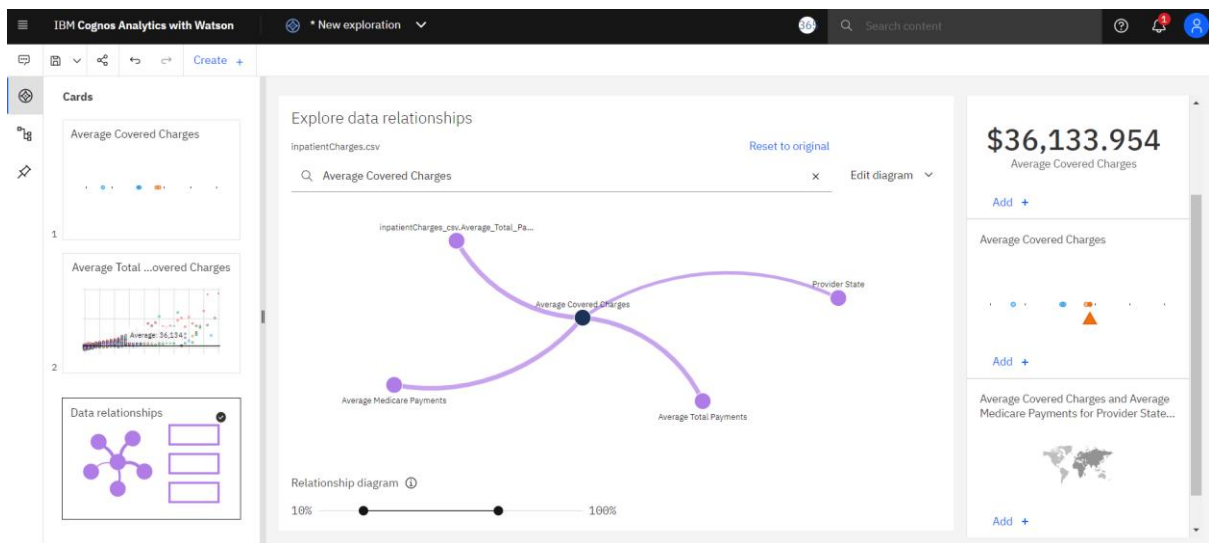 IBM Cognos Analytics with Watson
* New exploration
365
Search content
1
Create +
Cards
Average Covered Charges
1
Average Total ...overed Charges
Average: 36,134
2
Data relationships
Explore data relationships
inpatientCharges.csv
Reset to original
Average Covered Charges
Edit diagram
inpatientCharges_csv.Average_Total_Pa...
Provider State
Average Covered Charges
Average Medicare Payments
Average Total Payments
Relationship diagram
10%
100%
$36,133.954
Average Covered Charges
Add +
Average Covered Charges
Add +
Average Covered Charges and Average
Medicare Payments for Provider State...
Add +